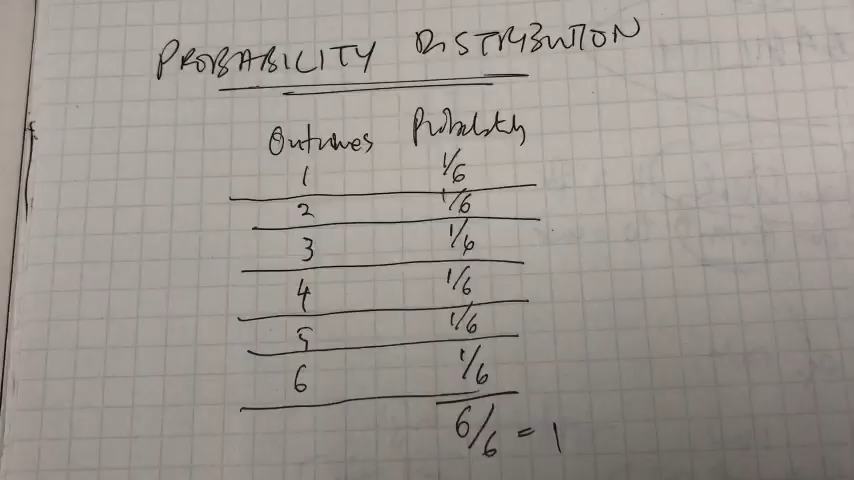 PROBABILITY DISTRIBUTION
Outcomes Probability
1 1/6
2 1/6
3 1/6
4 1/6
5 1/6
6 1/6
6/6 = 1